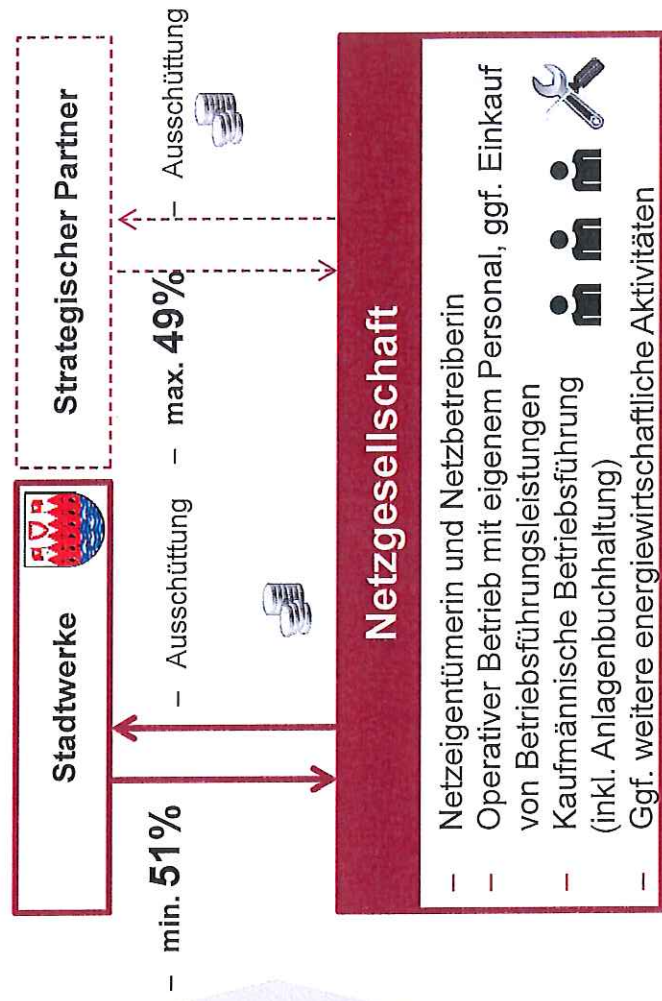 Stadtwerke
Strategischer Partner
– min. 51%
– Ausschüttung
– max. 49%
– Ausschüttung
Netzgesellschaft
– Netzeigentümerin und Netzbetreiberin
– Operativer Betrieb mit eigenem Personal, ggf. Einkauf
von Betriebsführungsleistungen
– Kaufmännische Betriebsführung
(inkl. Anlagenbuchhaltung)
– Ggf. weitere energiewirtschaftliche Aktivitäten